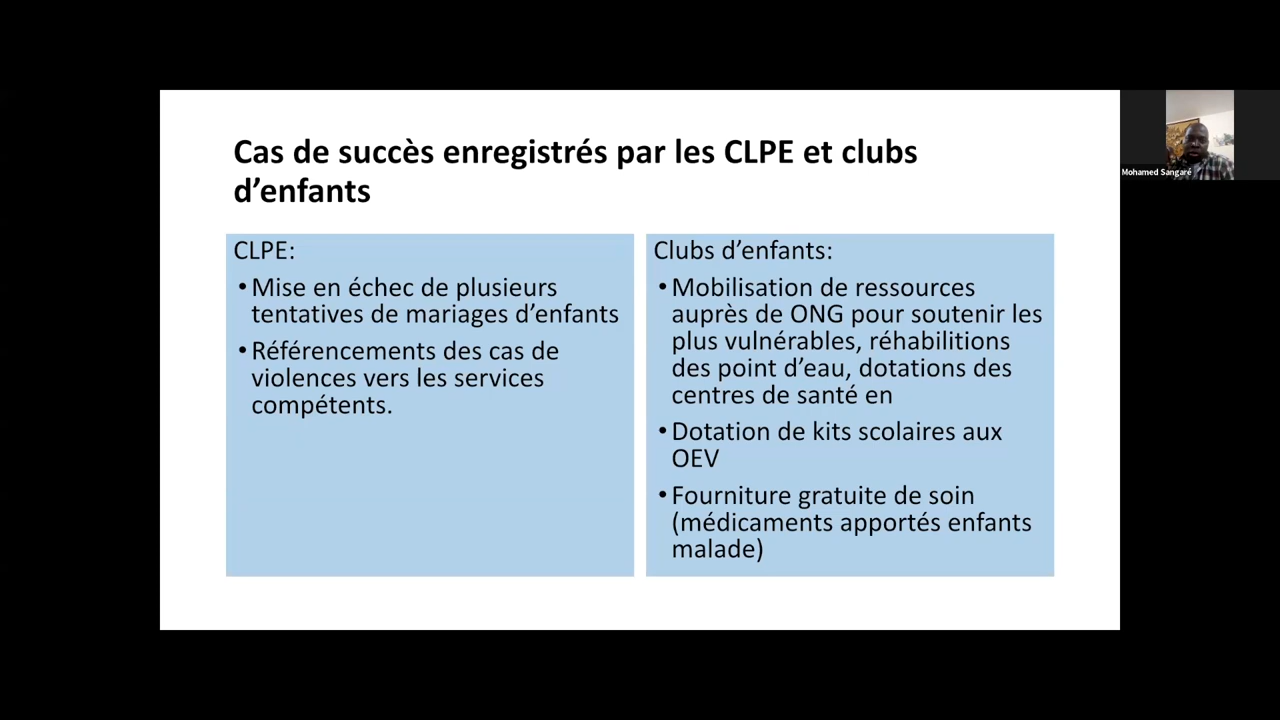 Cas de succès enregistrés par les CLPE et clubs
d’enfants
CLPE:
•Mise en échec de plusieurs
tentatives de mariages d’enfants
•Référencements des cas de
violences vers les services
compétents.
Clubs d’enfants:
•Mobilisation de ressources
auprès de ONG pour soutenir les
plus vulnérables, réhabilitions
des point d’eau, dotations des
centres de santé en
•Dotation de kits scolaires aux
OEV
•Fourniture gratuite de soin
(médicaments apportés enfants
malade)
Mohamed Sangaré